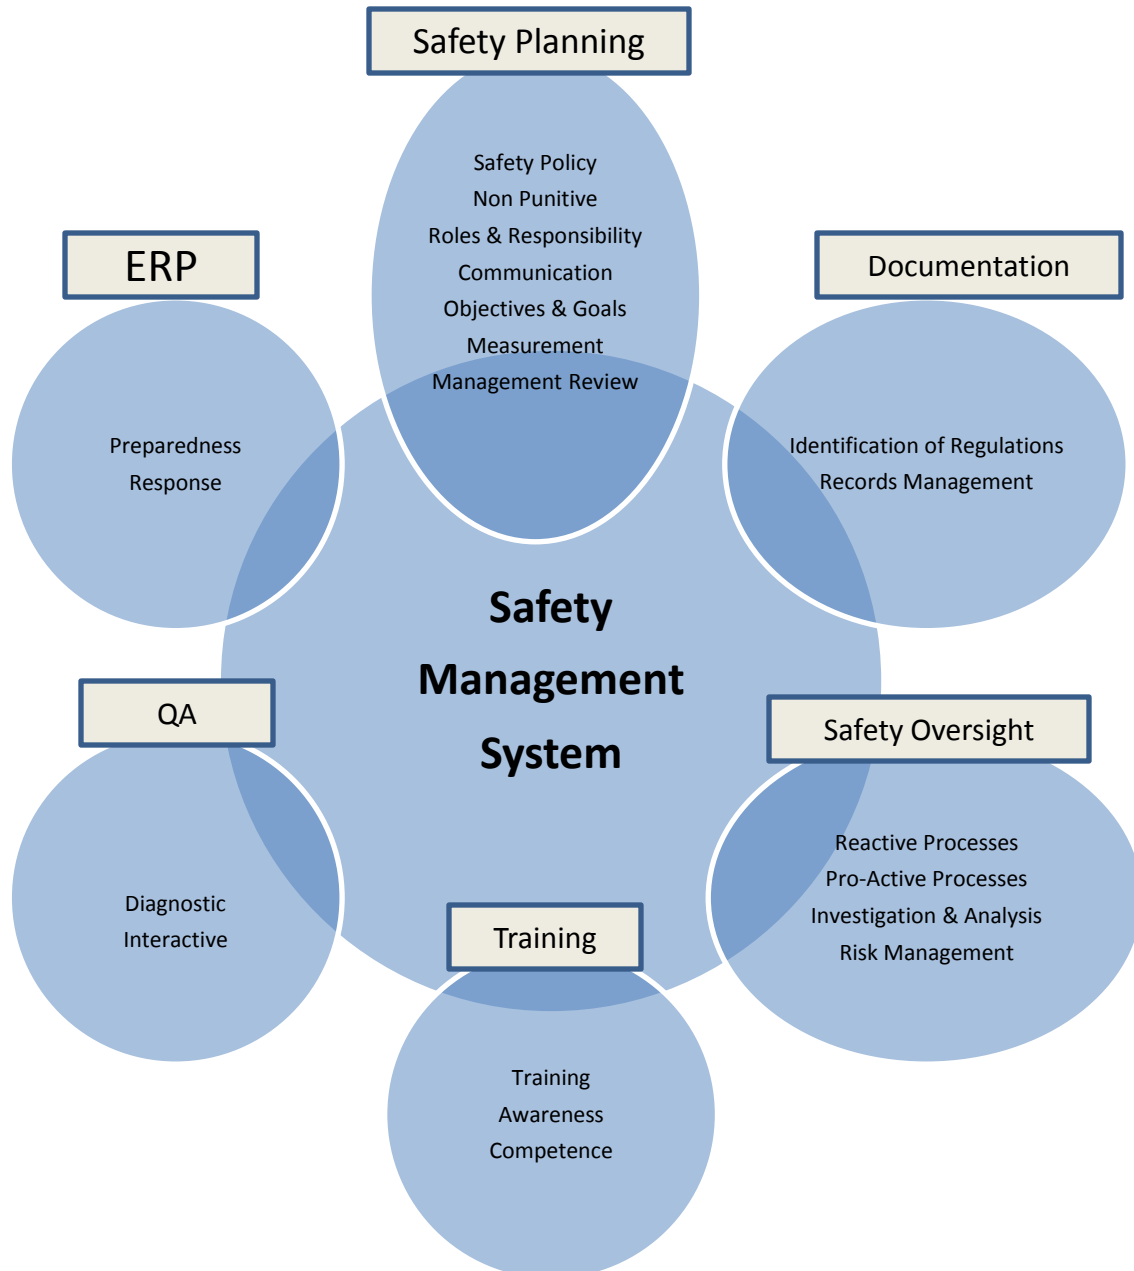 Safety Planning
Safety Policy
Non Punitive
Roles & Responsibility
Communication
Objectives & Goals
Measurement
Management Review
ERP
Preparedness
Response
Documentation
Identification of Regulations
Records Management
Safety
Management
System
QA
Diagnostic
Interactive
Safety Oversight
Reactive Processes
Pro-Active Processes
Investigation & Analysis
Risk Management
Training
Training
Awareness
Competence